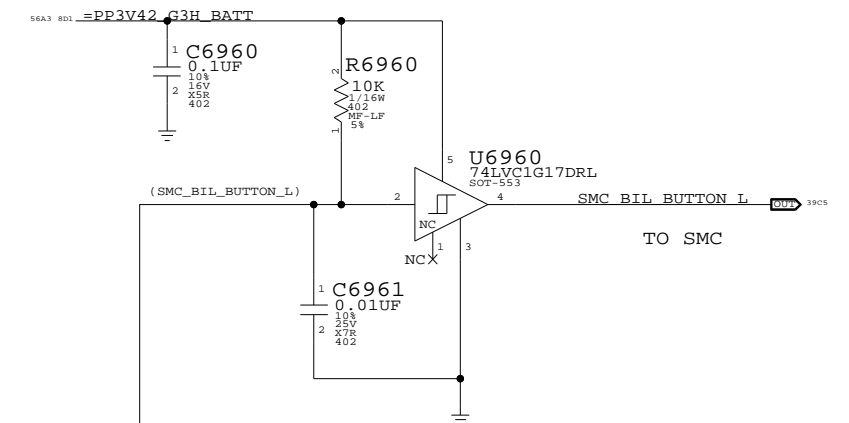 56A3 8D1 =PP3V42_G3H_BATT
1
C6960
0.1UF
10%
16V
X5R
402
2
2
R6960
10K
1/16W
402
MF-LF
5%
1
5
U6960
74LVC1G17DRL
SOT-553
(SMC_BIL_BUTTON_L)
2
4
SMC_BIL_BUTTON_L
OUT
39C5
NC
NC
1
3
TO SMC
1
C6961
0.01UF
10%
25V
X7R
402
2